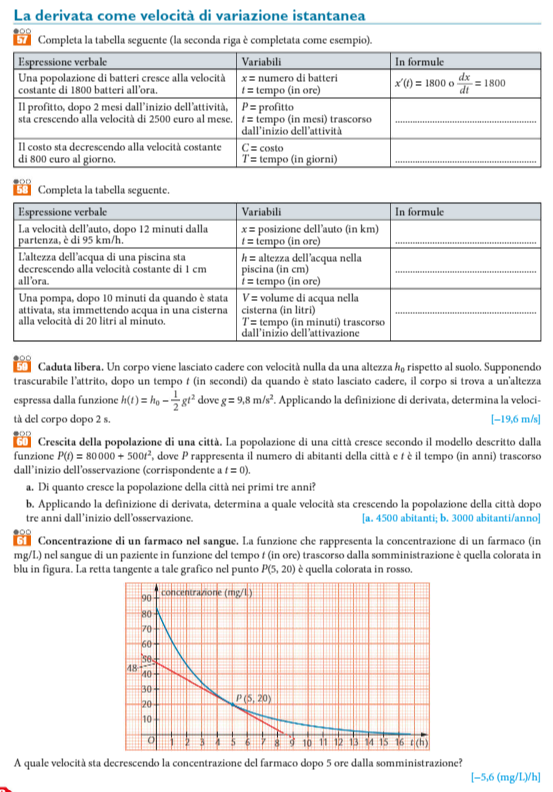 La derivata come velocità di variazione istantanea
57 Completa la tabella seguente (la seconda riga è completata come esempio).
Espressione verbale Variabili In formule
Una popolazione di batteri cresce alla velocità costante di 1800 batteri all'ora. x = numero di batteri t = tempo (in ore) x'(t) = 1800 o dx/dt = 1800
Il profitto, dopo 2 mesi dall'inizio dell'attività, sta crescendo alla velocità di 2500 euro al mese. P = profitto t = tempo (in mesi) trascorso dall'inizio dell'attività
Il costo sta decrescendo alla velocità costante di 800 euro al giorno. C = costo T = tempo (in giorni)
58 Completa la tabella seguente.
Espressione verbale Variabili In formule
La velocità dell'auto, dopo 12 minuti dalla partenza, è di 95 km/h. x = posizione dell'auto (in km) t = tempo (in ore)
L'altezza dell'acqua di una piscina sta decrescendo alla velocità costante di 1 cm all'ora. h = altezza dell'acqua nella piscina (in cm) t = tempo (in ore)
Una pompa, dopo 10 minuti da quando è stata attivata, sta immettendo acqua in una cisterna alla velocità di 20 litri al minuto. V = volume di acqua nella cisterna (in litri) T = tempo (in minuti) trascorso dall'inizio dell'attivazione
59 Caduta libera. Un corpo viene lasciato cadere con velocità nulla da una altezza h₀ rispetto al suolo. Supponendo
trascurabile l'attrito, dopo un tempo t (in secondi) da quando è stato lasciato cadere, il corpo si trova a un'altezza
espressa dalla funzione h(t) = h₀ − 1/2 gt² dove g = 9,8 m/s². Applicando la definizione di derivata, determina la veloci-
tà del corpo dopo 2 s. [−19,6 m/s]
60 Crescita della popolazione di una città. La popolazione di una città cresce secondo il modello descritto dalla
funzione P(t) = 80000 + 500t², dove P rappresenta il numero di abitanti della città e t è il tempo (in anni) trascorso
dall'inizio dell'osservazione (corrispondente a t = 0).
a. Di quanto cresce la popolazione della città nei primi tre anni?
b. Applicando la definizione di derivata, determina a quale velocità sta crescendo la popolazione della città dopo
tre anni dall'inizio dell'osservazione. [a. 4500 abitanti; b. 3000 abitanti/anno]
61 Concentrazione di un farmaco nel sangue. La funzione che rappresenta la concentrazione di un farmaco (in
mg/L) nel sangue di un paziente in funzione del tempo t (in ore) trascorso dalla somministrazione è quella colorata in
blu in figura. La retta tangente a tale grafico nel punto P(5, 20) è quella colorata in rosso.
concentrazione (mg/L)
90
80
70
60
50
48
40
30
20
10
P(5, 20)
O 1 2 3 4 5 6 7 8 9 10 11 12 13 14 15 16 t(h)
A quale velocità sta decrescendo la concentrazione del farmaco dopo 5 ore dalla somministrazione?
[−5,6 (mg/L)/h]